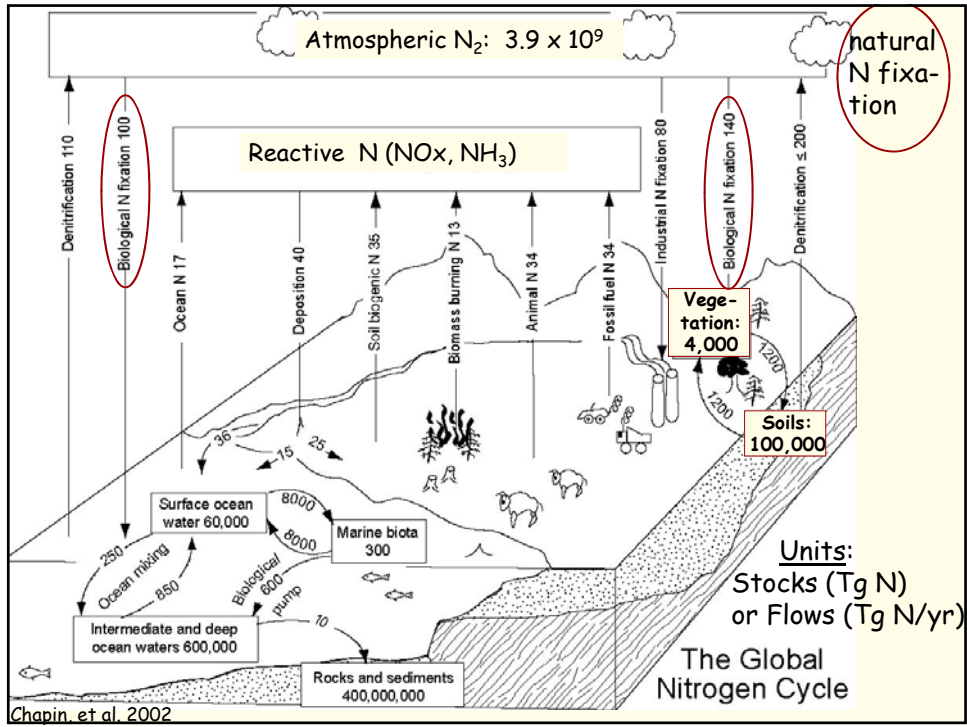 Atmospheric N₂: 3.9 x 10⁹
natural
N fixa-
tion
Denitrification 110
Biological N fixation 100
Reactive N (NOx, NH₃)
Ocean N 17
Deposition 40
Soil biogenic N 35
Biomass burning N 13
Animal N 34
Fossil fuel N 34
Industrial N fixation 80
Biological N fixation 140
Denitrification ≤ 200
Vege-
tation:
4,000
1200
1200
Soils:
100,000
36
15
25
Surface ocean
water 60,000
8000
8000
Marine biota
300
250
Ocean mixing
850
Biological
600
pump
10
Intermediate and deep
ocean waters 600,000
Rocks and sediments
400,000,000
Units:
Stocks (Tg N)
or Flows (Tg N/yr)
The Global
Nitrogen Cycle
Chapin, et al. 2002